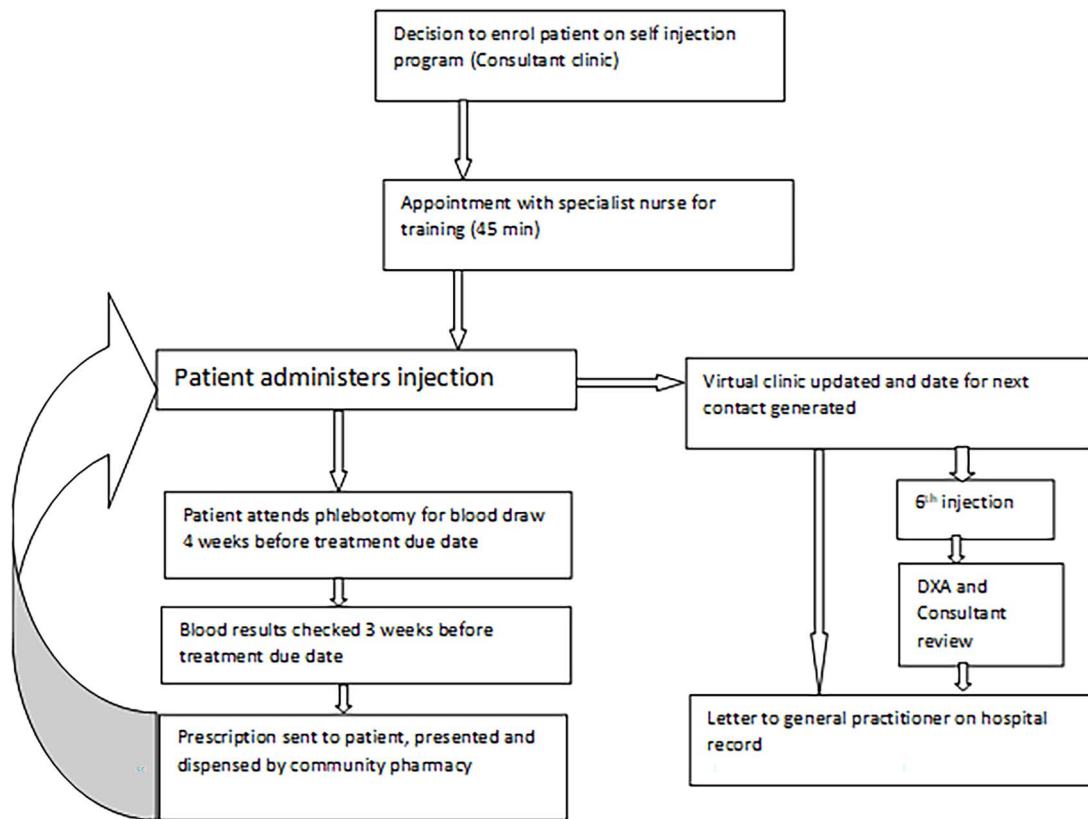 Decision to enrol patient on self injection
program (Consultant clinic)
Appointment with specialist nurse for
training (45 min)
Patient administers injection
Virtual clinic updated and date for next
contact generated
Patient attends phlebotomy for blood draw
4 weeks before treatment due date
6th injection
Blood results checked 3 weeks before
treatment due date
DXA and
Consultant
review
Prescription sent to patient, presented and
dispensed by community pharmacy
Letter to general practitioner on hospital
record